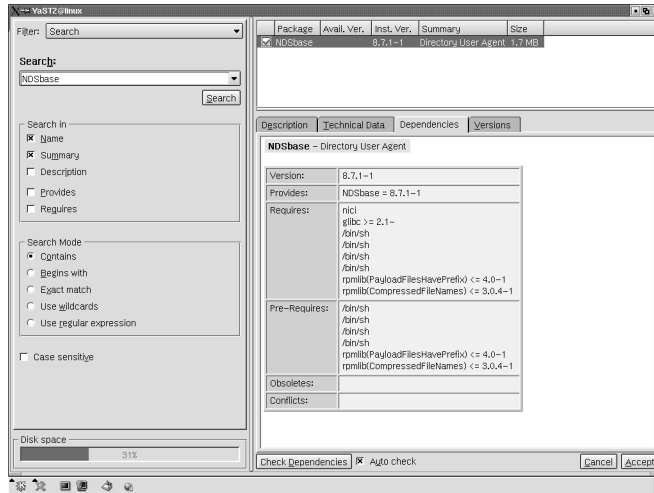 YaST2@linux
Filter: Search
Search:
NDSbase
Search
Search in
Name
Summary
Description
Provides
Requires
Search Mode
Contains
Begins with
Exact match
Use wildcards
Use regular expression
Case sensitive
Disk space
31%
Package Avail. Ver. Inst. Ver. Summary Size
NDSbase 8.7.1-1 Directory User Agent 1.7 MB
Description Technical Data Dependencies Versions
NDSbase - Directory User Agent
Version: 8.7.1-1
Provides: NDSbase = 8.7.1-1
Requires: nici
glibc >= 2.1-
/bin/sh
/bin/sh
/bin/sh
/bin/sh
rpmlib(PayloadFilesHavePrefix) <= 4.0-1
rpmlib(CompressedFileNames) <= 3.0.4-1
Pre-Requires: /bin/sh
/bin/sh
/bin/sh
/bin/sh
rpmlib(PayloadFilesHavePrefix) <= 4.0-1
rpmlib(CompressedFileNames) <= 3.0.4-1
Obsoletes:
Conflicts:
Check Dependencies Auto check Cancel Accept